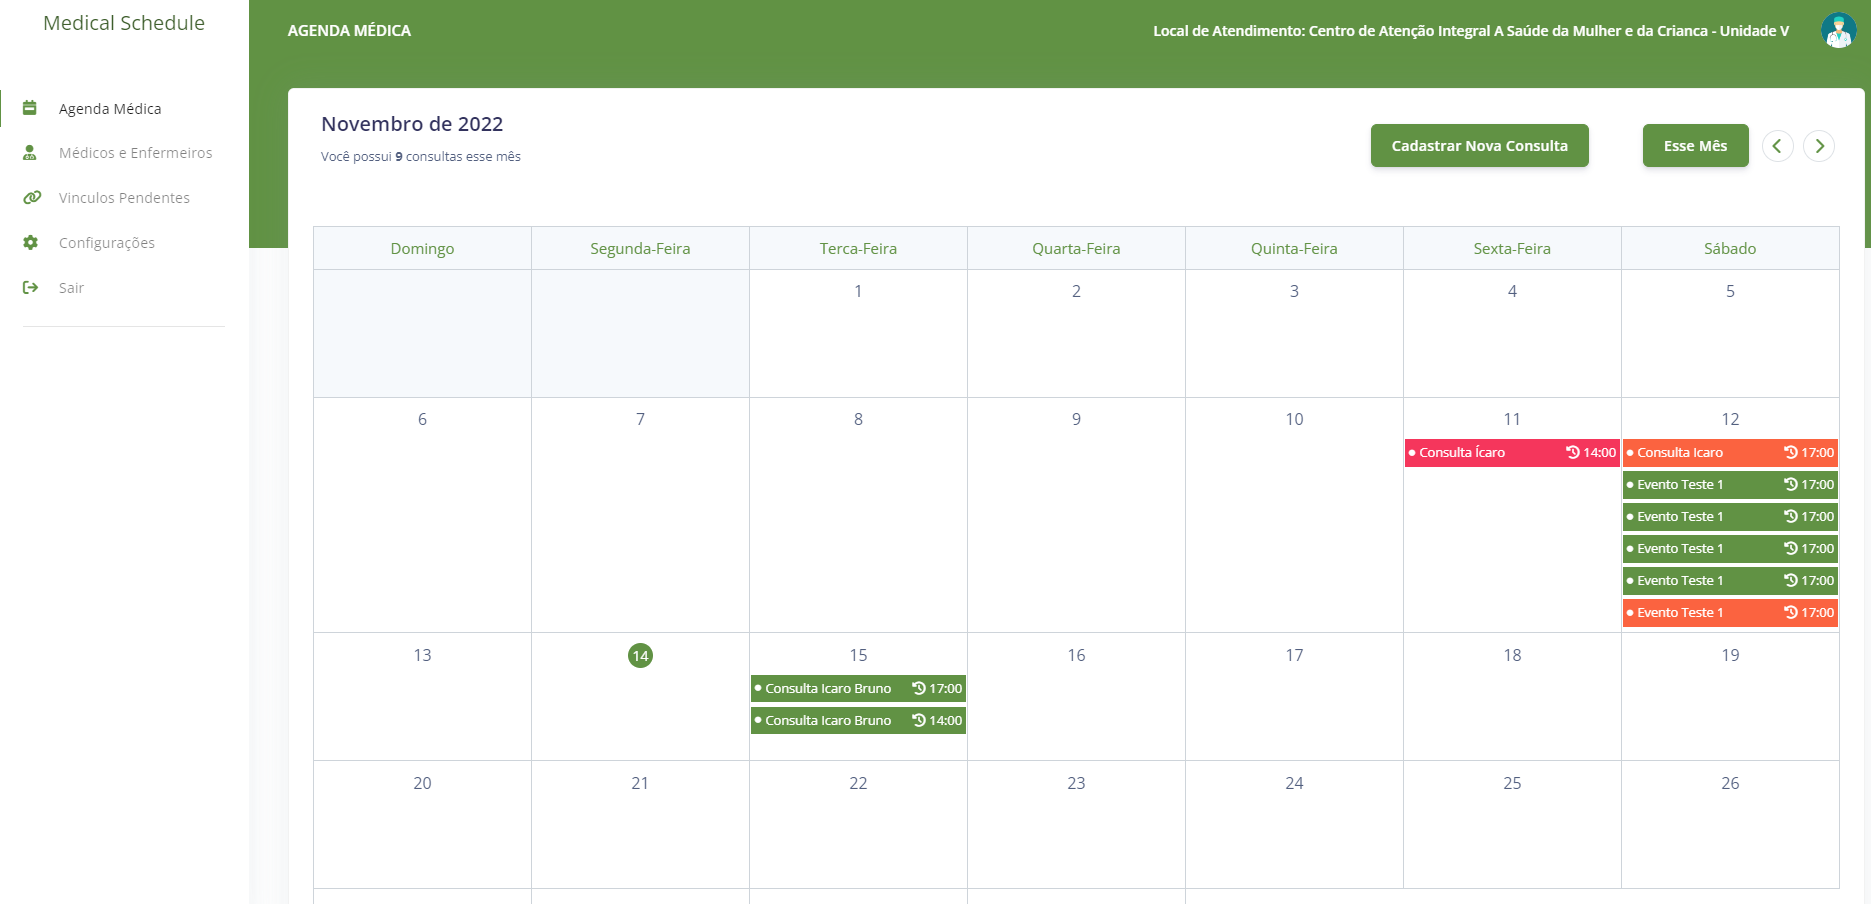 Medical Schedule
Agenda Médica
Médicos e Enfermeiros
Vinculos Pendentes
Configurações
Sair
AGENDA MÉDICA
Local de Atendimento: Centro de Atenção Integral A Saúde da Mulher e da Crianca - Unidade V
Novembro de 2022
Você possui 9 consultas esse mês
Cadastrar Nova Consulta
Esse Mês
Domingo Segunda-Feira Terca-Feira Quarta-Feira Quinta-Feira Sexta-Feira Sábado
1 2 3 4 5
6 7 8 9 10 11 12
Consulta Ícaro 14:00
Consulta Icaro 17:00
Evento Teste 1 17:00
Evento Teste 1 17:00
Evento Teste 1 17:00
Evento Teste 1 17:00
Evento Teste 1 17:00
13 14 15 16 17 18 19
Consulta Icaro Bruno 17:00
Consulta Icaro Bruno 14:00
20 21 22 23 24 25 26